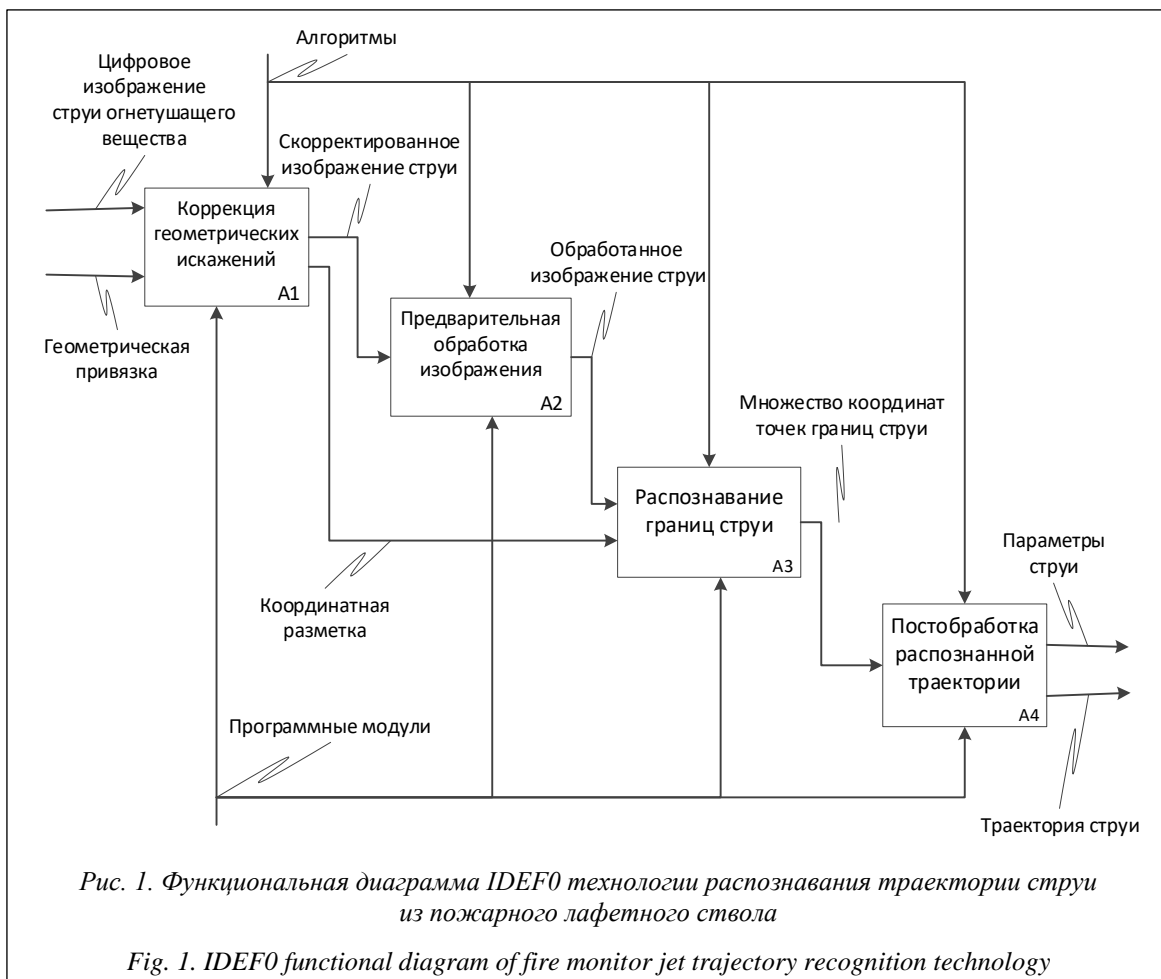 Алгоритмы
Цифровое
изображение
струи огнетушащего
вещества
Скорректированное
изображение струи
Коррекция
геометрических
искажений
A1
Геометрическая
привязка
Обработанное
изображение струи
Предварительная
обработка
изображения
A2
Множество координат
точек границ струи
Распознавание
границ струи
A3
Координатная
разметка
Параметры
струи
Постобработка
распознанной
траектории
A4
Программные модули
Траектория струи
Рис. 1. Функциональная диаграмма IDEF0 технологии распознавания траектории струи
из пожарного лафетного ствола
Fig. 1. IDEF0 functional diagram of fire monitor jet trajectory recognition technology